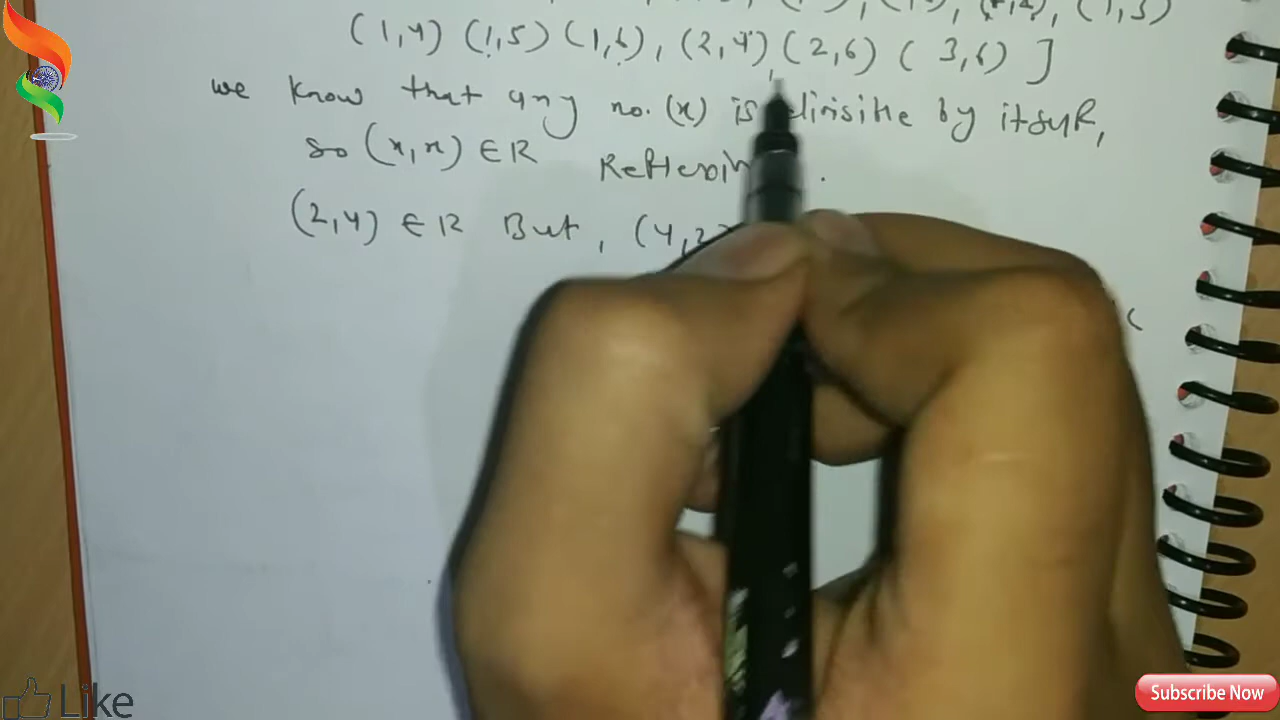 (1,4) (1,5) (1,6), (2,4), (2,6) (3,6) ]
we know that any no. (x) is divisible by itself,
so (x,x) ∈ R Reflexive.
(2,4) ∈ R But, (4,2)
Like
Subscribe Now